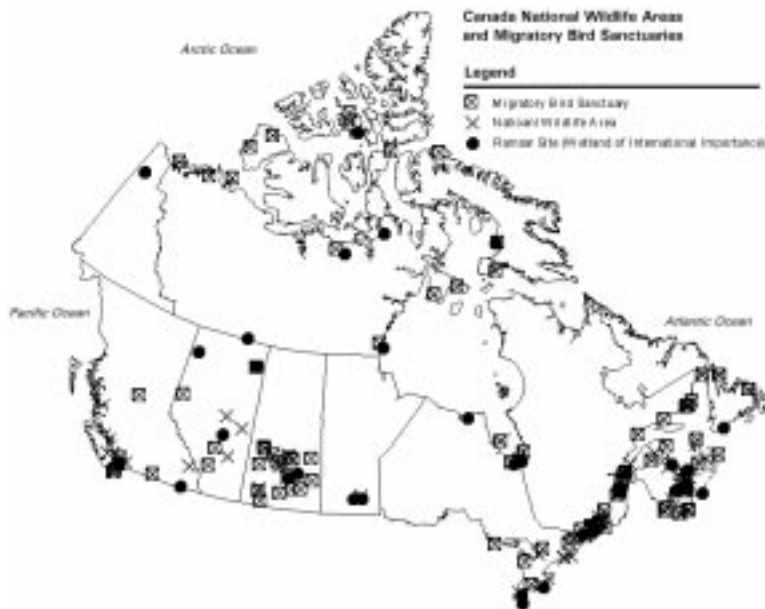 Canada National Wildlife Areas
and Migratory Bird Sanctuaries
Arctic Ocean
Legend
Migratory Bird Sanctuary
National Wildlife Area
Ramsar Site (Wetland of International Importance)
Pacific Ocean
Atlantic Ocean